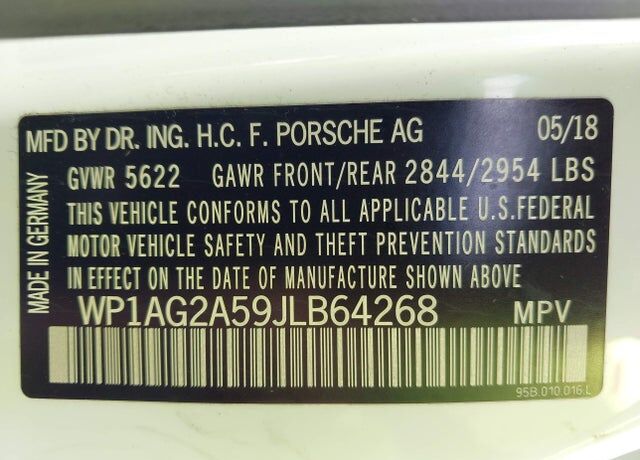 MFD BY DR. ING. H.C. F. PORSCHE AG 05/18
GVWR 5622 GAWR FRONT/REAR 2844/2954 LBS
THIS VEHICLE CONFORMS TO ALL APPLICABLE U.S.FEDERAL
MOTOR VEHICLE SAFETY AND THEFT PREVENTION STANDARDS
IN EFFECT ON THE DATE OF MANUFACTURE SHOWN ABOVE
WP1AG2A59JLB64268 MPV
95B.010.016.L
MADE IN GERMANY